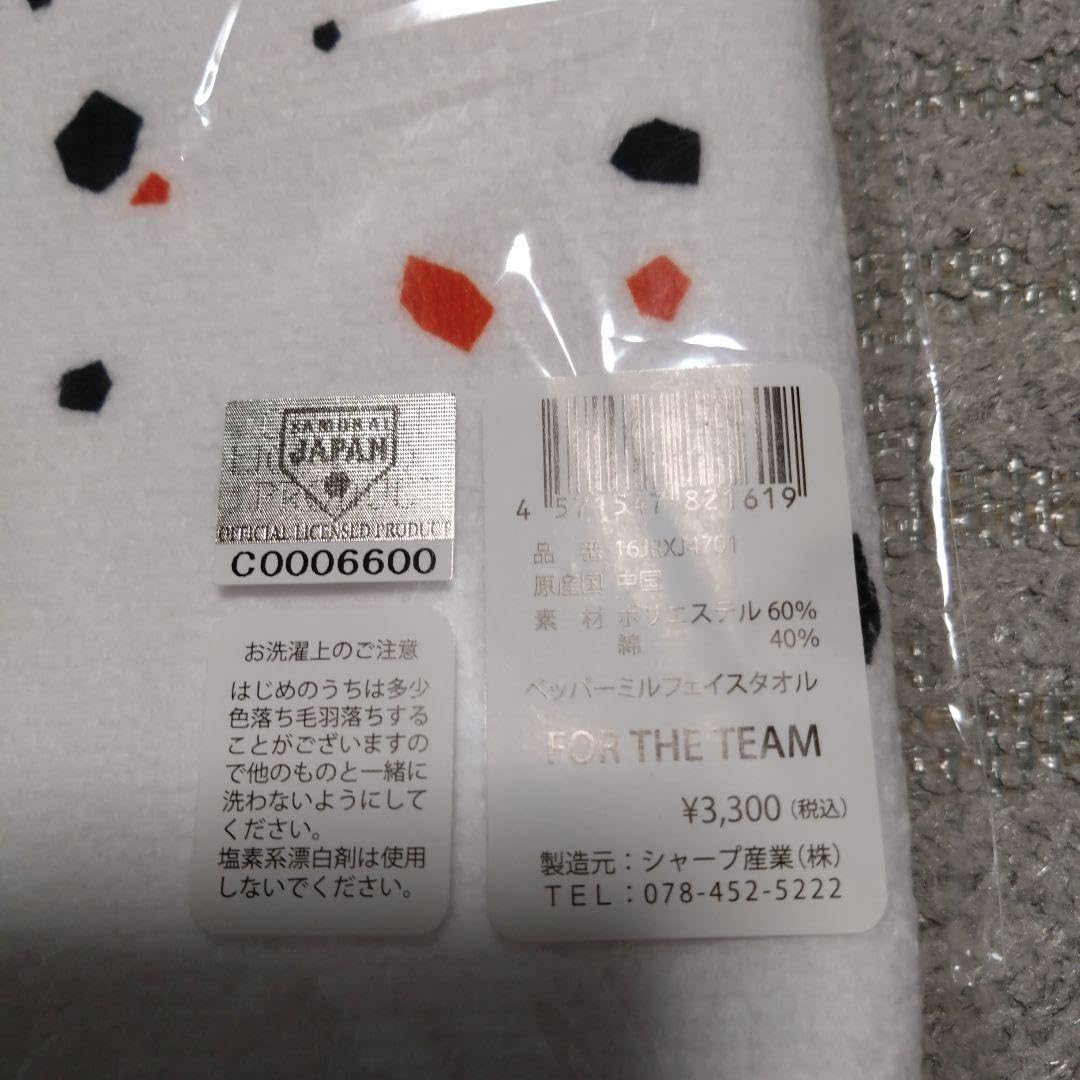 SAMURAI
JAPAN
OFFICIAL LICENSED PRODUCT
C0006600
お洗濯上のご注意
はじめのうちは多少
色落ち毛羽落ちする
ことがございますの
で他のものと一緒に
洗わないようにして
ください。
塩素系漂白剤は使用
しないでください。
4 571547 821619
品 番 16JRXJ4701
原産国 中国
素 材 ポリエステル 60%
綿 40%
ペッパーミルフェイスタオル
FOR THE TEAM
¥3,300(税込)
製造元:シャープ産業(株)
TEL:078-452-5222